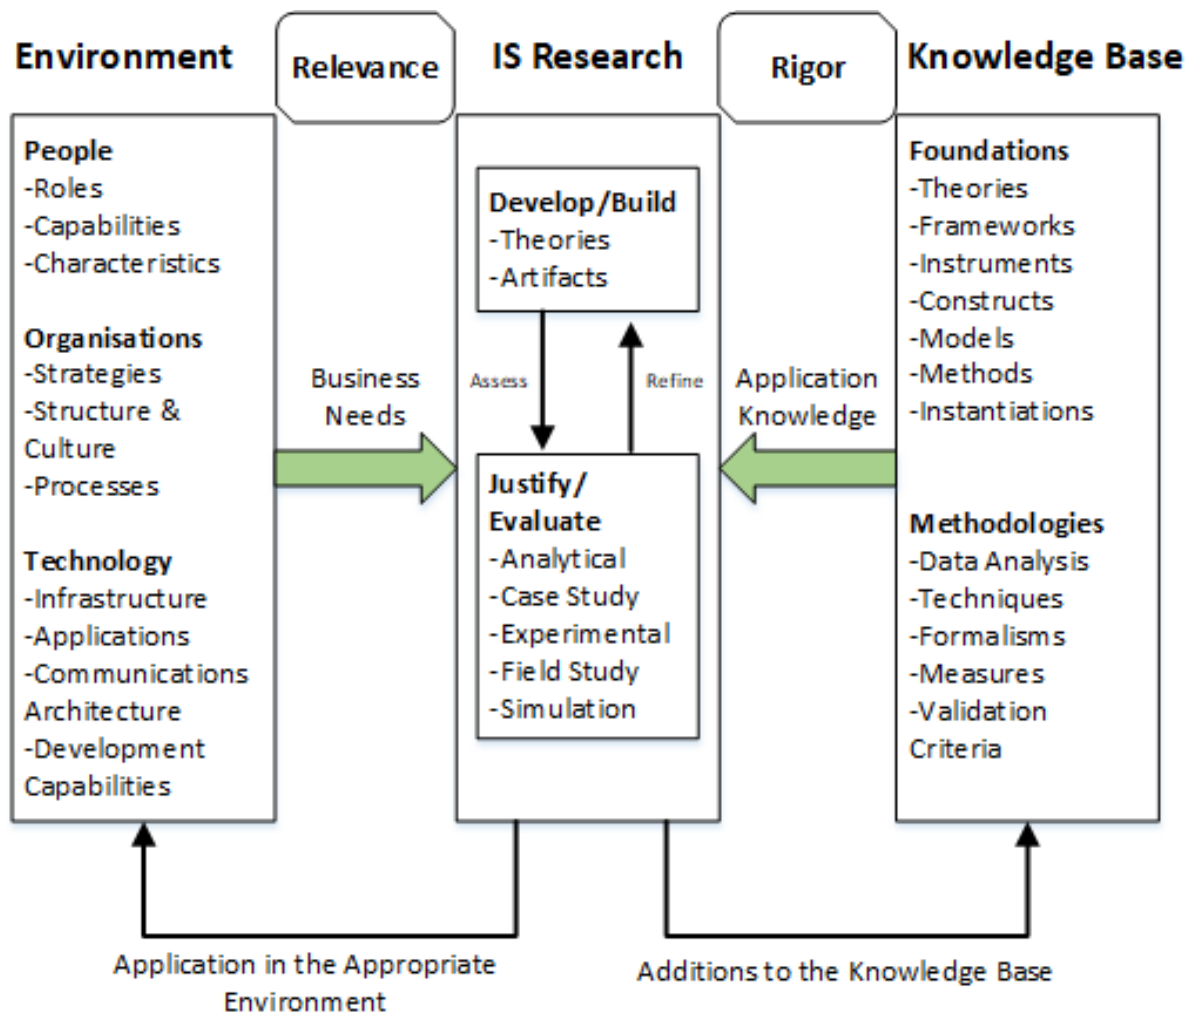 Environment
Relevance
IS Research
Rigor
Knowledge Base
People
-Roles
-Capabilities
-Characteristics
Organisations
-Strategies
-Structure &
Culture
-Processes
Technology
-Infrastructure
-Applications
-Communications
Architecture
-Development
Capabilities
Business
Needs
Develop/Build
-Theories
-Artifacts
Assess
Refine
Justify/
Evaluate
-Analytical
-Case Study
-Experimental
-Field Study
-Simulation
Application
Knowledge
Foundations
-Theories
-Frameworks
-Instruments
-Constructs
-Models
-Methods
-Instantiations
Methodologies
-Data Analysis
-Techniques
-Formalisms
-Measures
-Validation
Criteria
Application in the Appropriate
Environment
Additions to the Knowledge Base